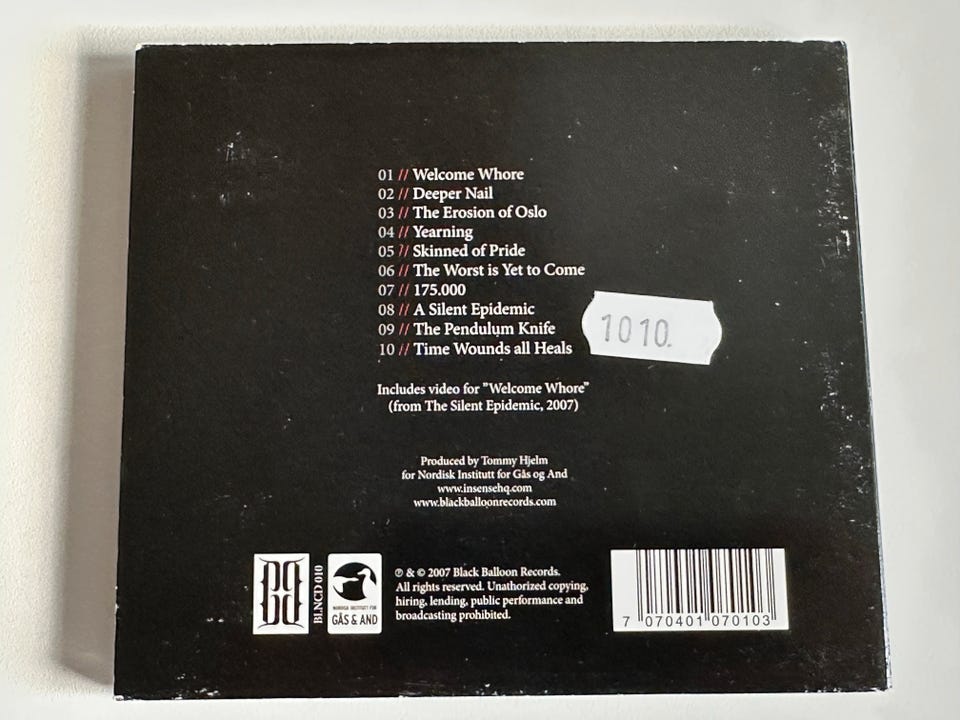 01 // Welcome Whore
02 // Deeper Nail
03 // The Erosion of Oslo
04 // Yearning
05 // Skinned of Pride
06 // The Worst is Yet to Come
07 // 175.000
08 // A Silent Epidemic
09 // The Pendulum Knife
10 // Time Wounds all Heals
1010.
Includes video for ”Welcome Whore”
(from The Silent Epidemic, 2007)
Produced by Tommy Hjelm
for Nordisk Institutt for Gås og And
www.insensehq.com
www.blackballoonrecords.com
BLNCD 010
NORDISK INSTITUTT FOR
GÅS & AND
℗ & © 2007 Black Balloon Records.
All rights reserved. Unathorized copying,
hiring, lending, public performance and
broadcasting prohibited.
7 070401 070103